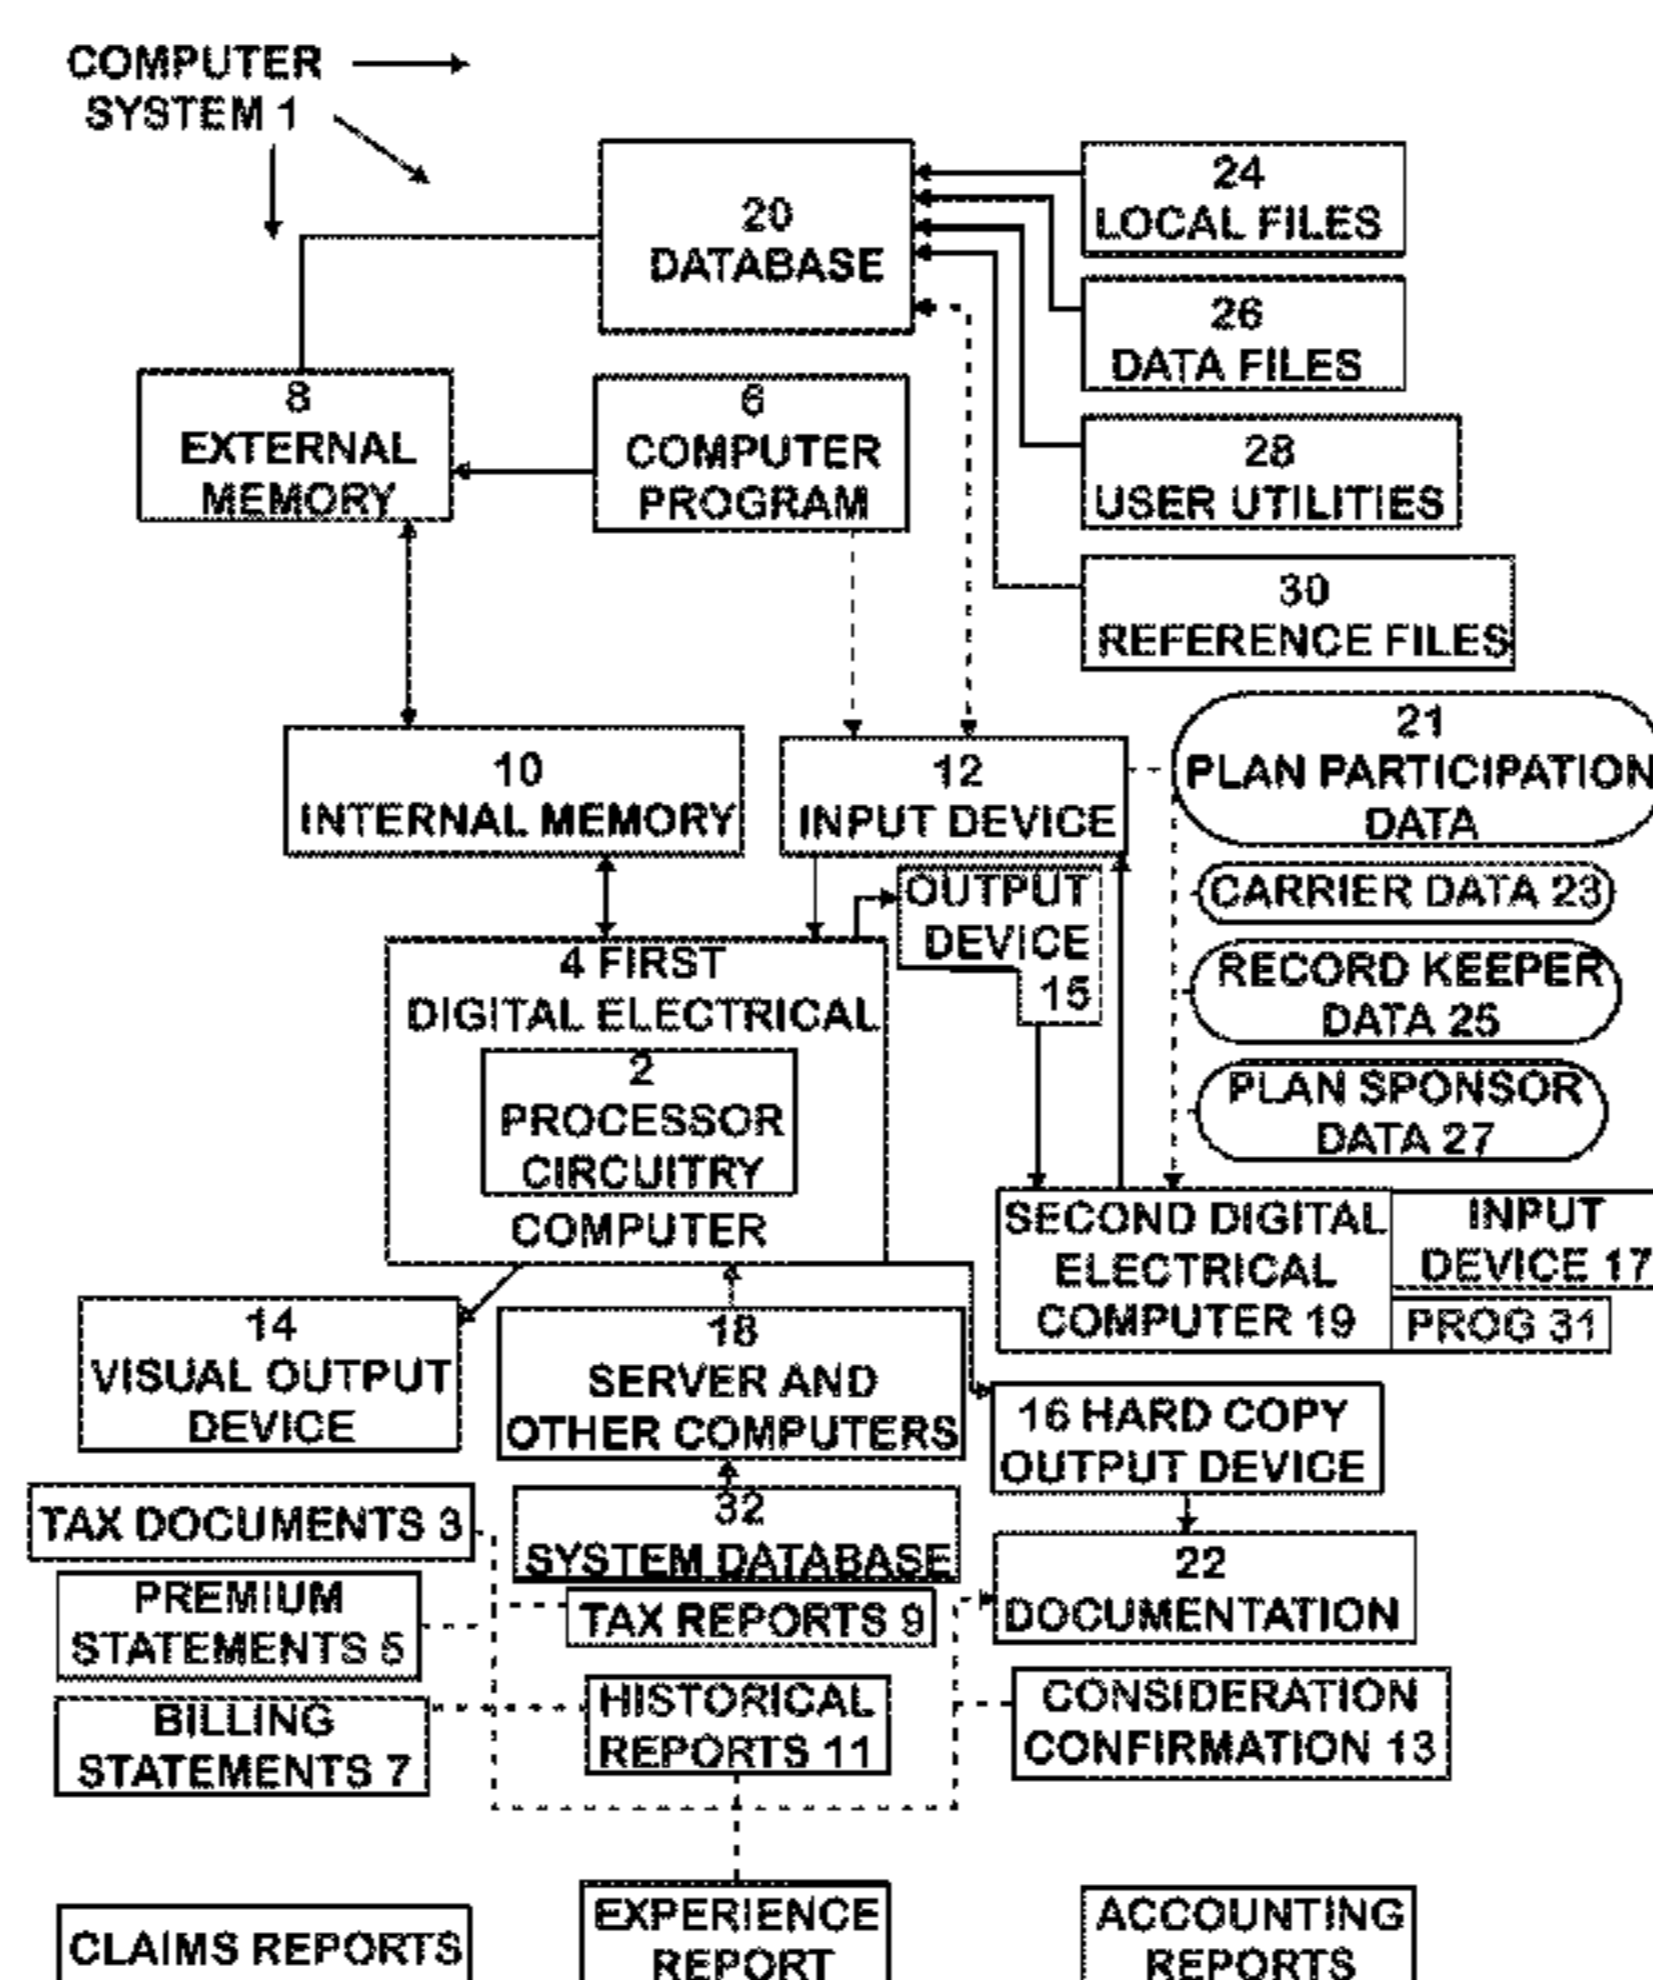 COMPUTER
SYSTEM 1
20
DATABASE
24
LOCAL FILES
26
DATA FILES
8
EXTERNAL
MEMORY
6
COMPUTER
PROGRAM
28
USER UTILITIES
30
REFERENCE FILES
10
INTERNAL MEMORY
12
INPUT DEVICE
21
PLAN PARTICIPATION
DATA
OUTPUT
DEVICE
15
CARRIER DATA 23
RECORD KEEPER
DATA 25
PLAN SPONSOR
DATA 27
4 FIRST
DIGITAL ELECTRICAL
2
PROCESSOR
CIRCUITRY
COMPUTER
SECOND DIGITAL
ELECTRICAL
COMPUTER 19
INPUT
DEVICE 17
PROG 31
14
VISUAL OUTPUT
DEVICE
18
SERVER AND
OTHER COMPUTERS
16 HARD COPY
OUTPUT DEVICE
TAX DOCUMENTS 3
32
SYSTEM DATABASE
22
DOCUMENTATION
PREMIUM
STATEMENTS 5
TAX REPORTS 9
BILLING
STATEMENTS 7
HISTORICAL
REPORTS 11
CONSIDERATION
CONFIRMATION 13
CLAIMS REPORTS
EXPERIENCE
REPORT
ACCOUNTING
REPORTS